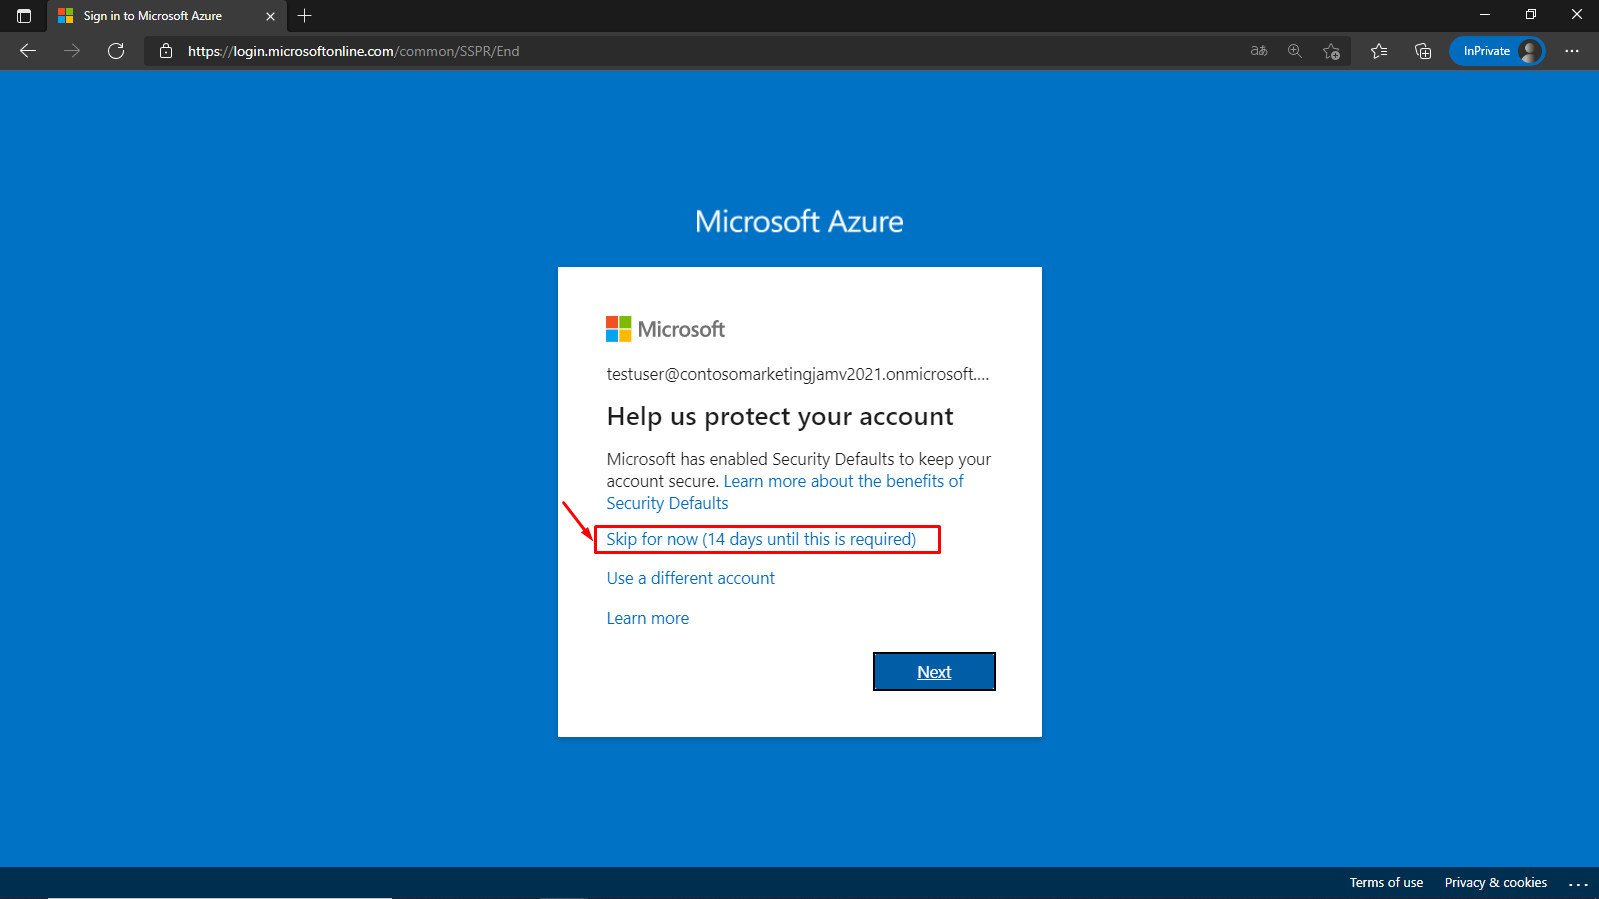 Sign in to Microsoft Azure
https://login.microsoftonline.com/common/SSPR/End
aあ
InPrivate
Microsoft Azure
Microsoft
testuser@contosomarketingjamv2021.onmicrosoft....
Help us protect your account
Microsoft has enabled Security Defaults to keep your
account secure. Learn more about the benefits of
Security Defaults
Skip for now (14 days until this is required)
Use a different account
Learn more
Next
Terms of use
Privacy & cookies
...